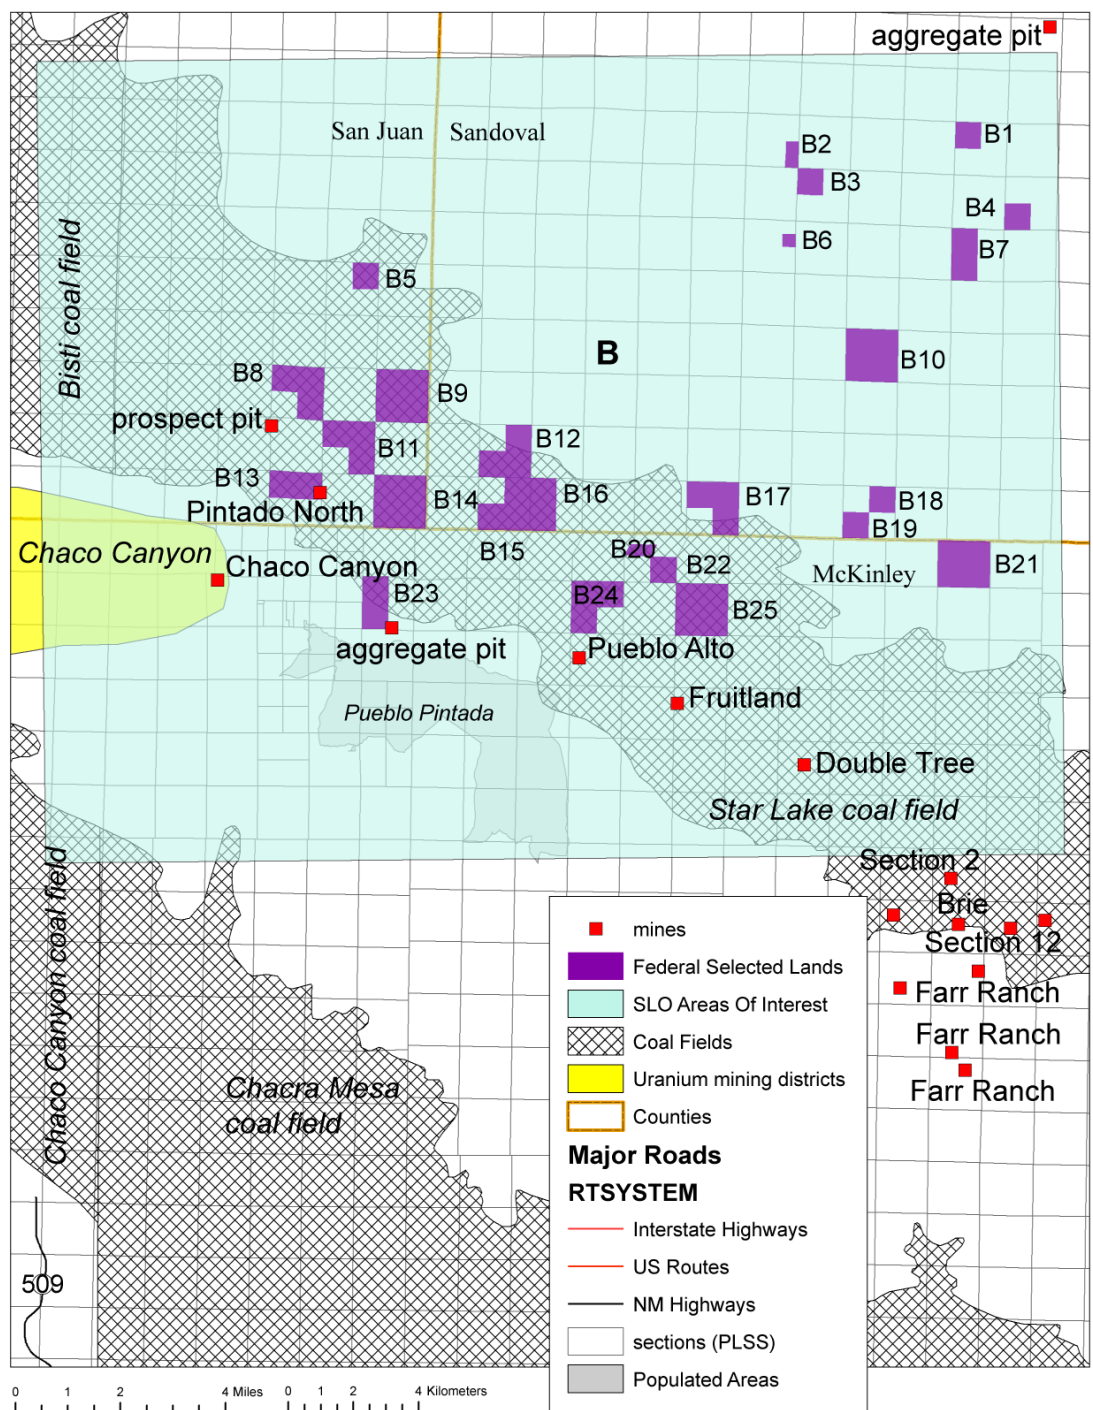 aggregate pit
San Juan
Sandoval
B1
B2
B3
B4
B6
B7
Bisti coal field
B5
B
B10
B8
B9
prospect pit
B11
B12
B13
B14
B16
B17
B18
Pintado North
B19
Chaco Canyon
B15
B20
B21
Chaco Canyon
B22
McKinley
B23
B24
B25
aggregate pit
Pueblo Alto
Fruitland
Pueblo Pintada
Double Tree
Star Lake coal field
Section 2
Brie
Section 12
Farr Ranch
Farr Ranch
Farr Ranch
Chaco Canyon coal field
Chacra Mesa
coal field
509
mines
Federal Selected Lands
SLO Areas Of Interest
Coal Fields
Uranium mining districts
Counties
Major Roads
RTSYSTEM
Interstate Highways
US Routes
NM Highways
sections (PLSS)
Populated Areas
0 1 2 4 Miles
0 1 2 4 Kilometers